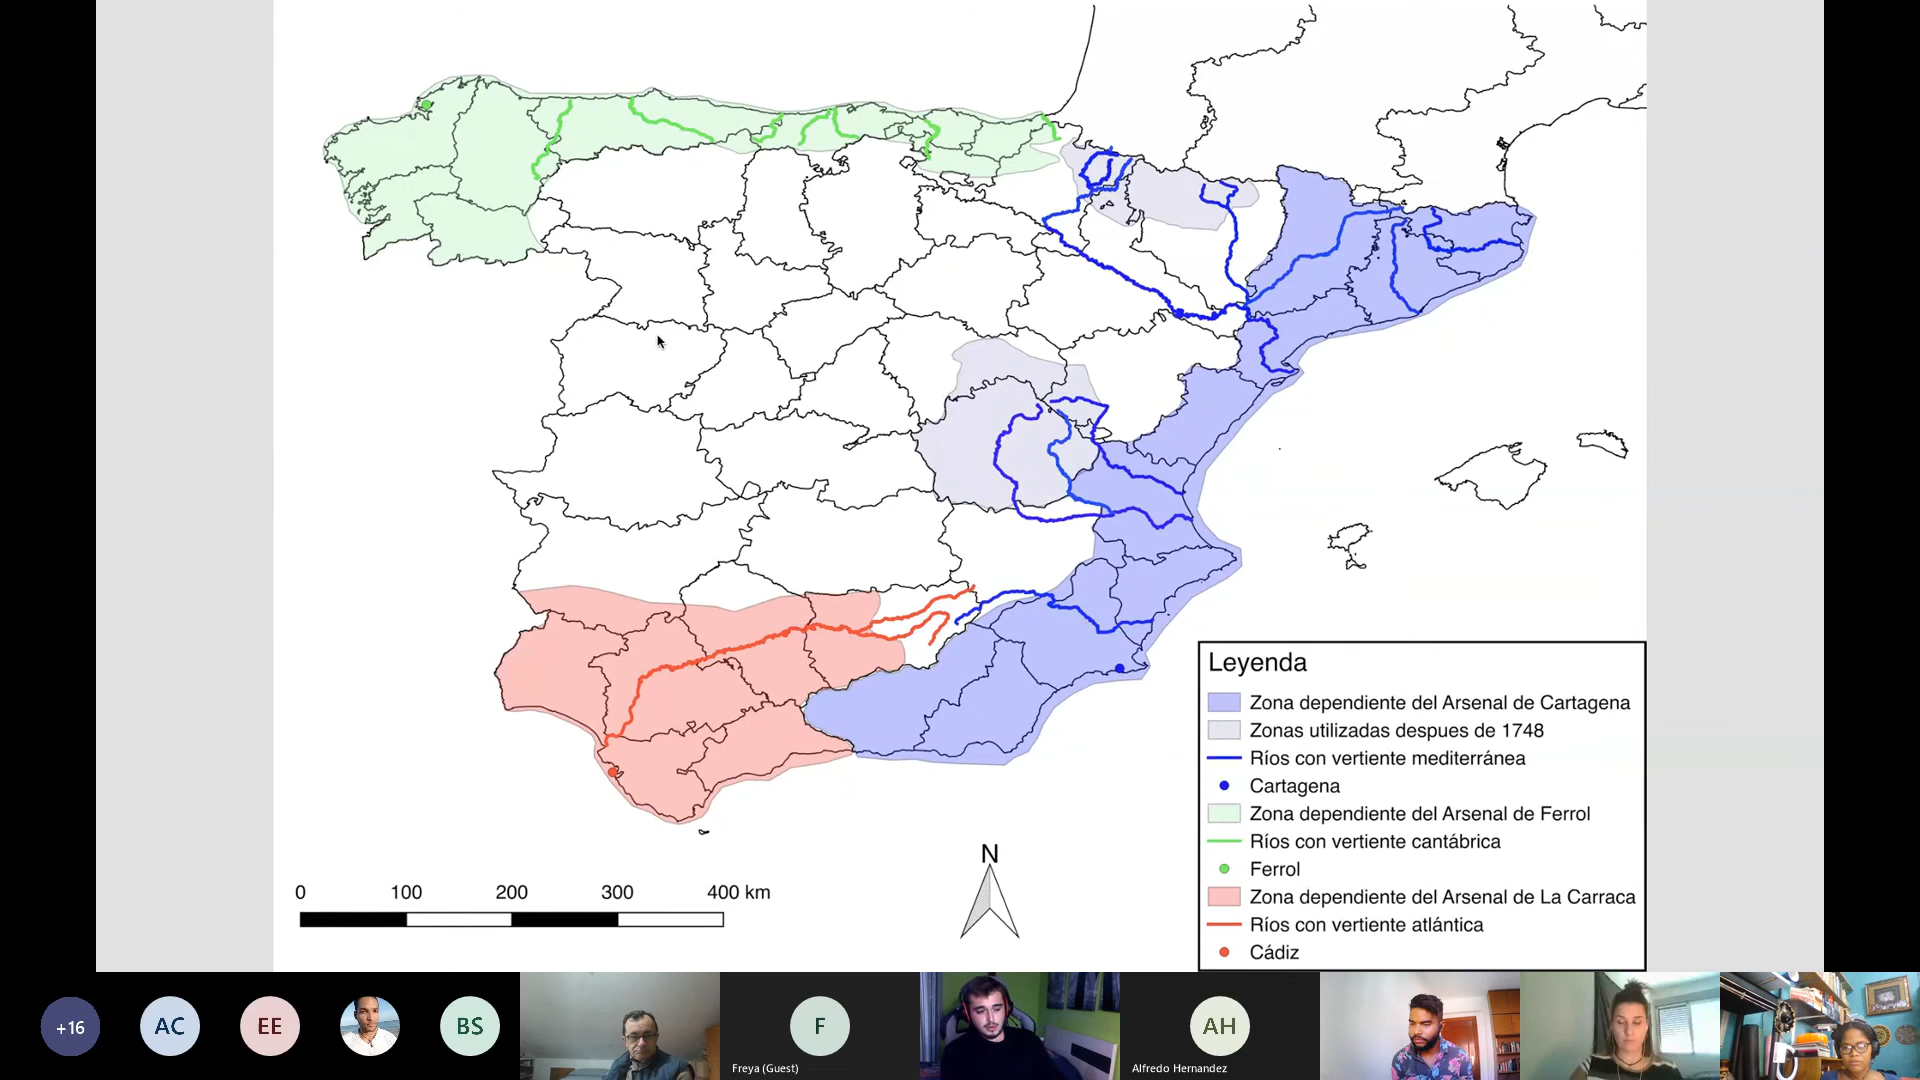 Leyenda
Zona dependiente del Arsenal de Cartagena
Zonas utilizadas despues de 1748
Ríos con vertiente mediterránea
Cartagena
Zona dependiente del Arsenal de Ferrol
Ríos con vertiente cantábrica
Ferrol
Zona dependiente del Arsenal de La Carraca
Ríos con vertiente atlántica
Cádiz
N
0 100 200 300 400 km
+16
AC
EE
BS
F
Freya (Guest)
AH
Alfredo Hernandez